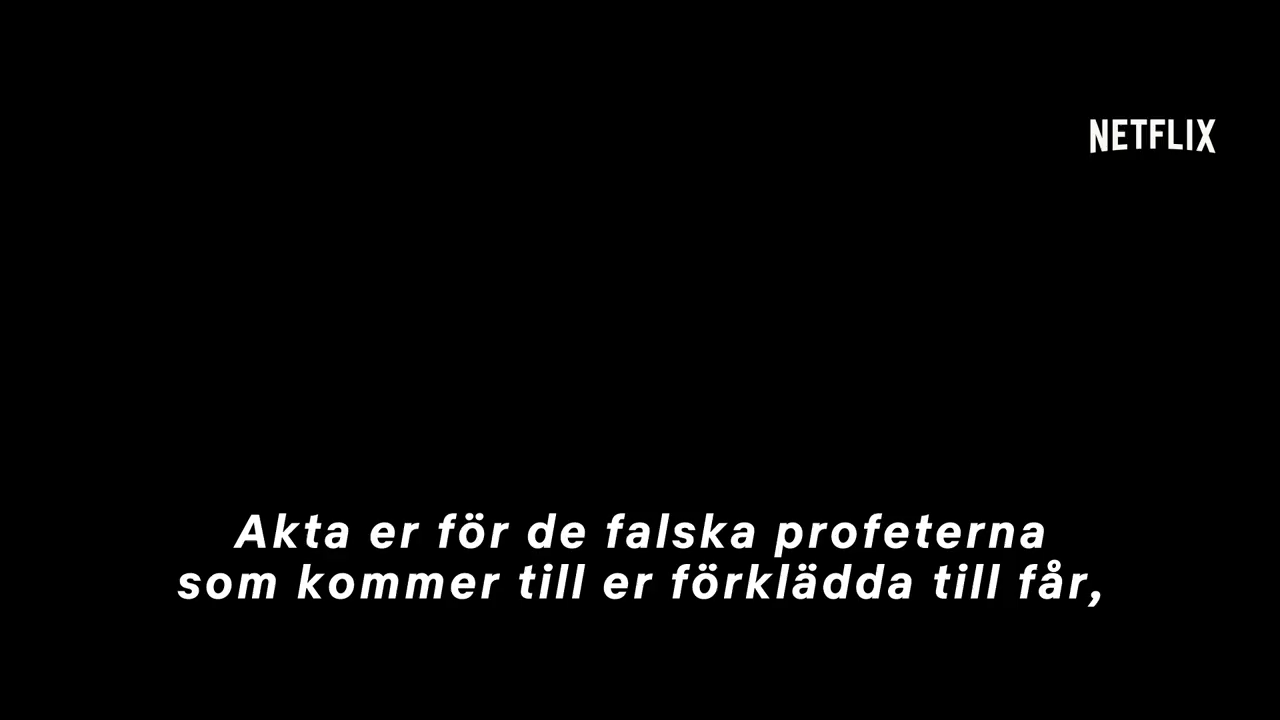 NETFLIX
Akta er för de falska profeterna
som kommer till er förklädda till får,